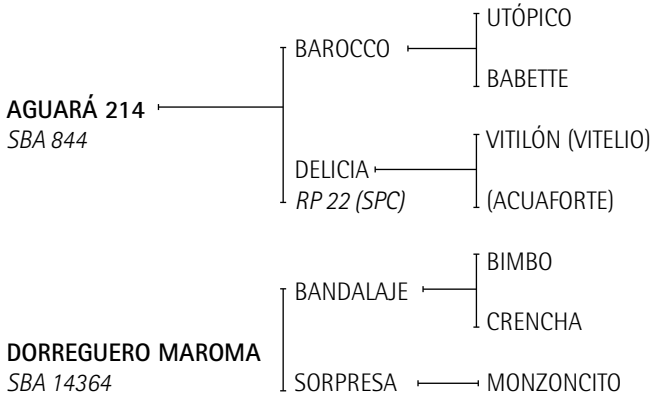 UTÓPICO
BAROCCO
BABETTE
AGUARÁ 214
SBA 844
VITILÓN (VITELIO)
DELICIA
RP 22 (SPC)
(ACUAFORTE)
BIMBO
BANDALAJE
CRENCHA
DORREGUERO MAROMA
SBA 14364
SORPRESA
MONZONCITO